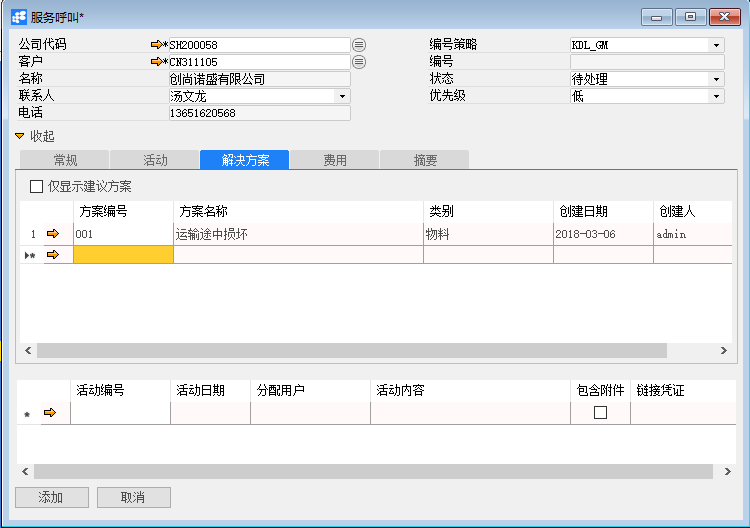 服务呼叫*
公司代码 *SH200058 编号策略 KDL_GM
客户 *CN311105 编号
名称 创尚诺盛有限公司 状态 待处理
联系人 汤文龙 优先级 低
电话 13651620568
收起
常规 活动 解决方案 费用 摘要
仅显示建议方案
方案编号 方案名称 类别 创建日期 创建人
1 001 运输途中损坏 物料 2018-03-06 admin
*
活动编号 活动日期 分配用户 活动内容 包含附件 链接凭证
*
添加 取消